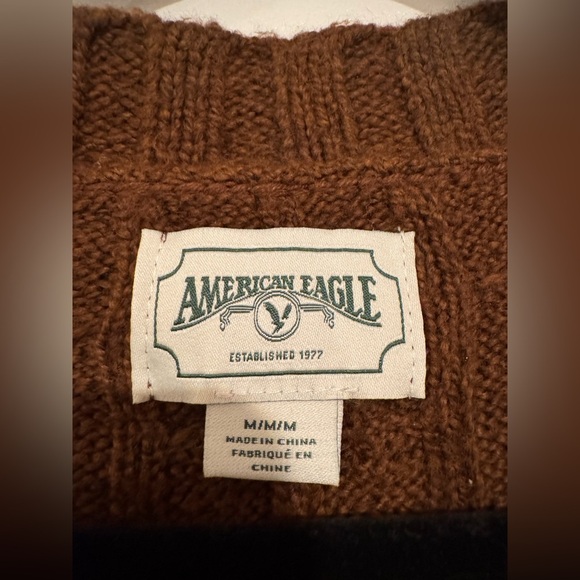 AMERICAN EAGLE
ESTABLISHED 1977
M/M/M
MADE IN CHINA
FABRIQUÉ EN
CHINE